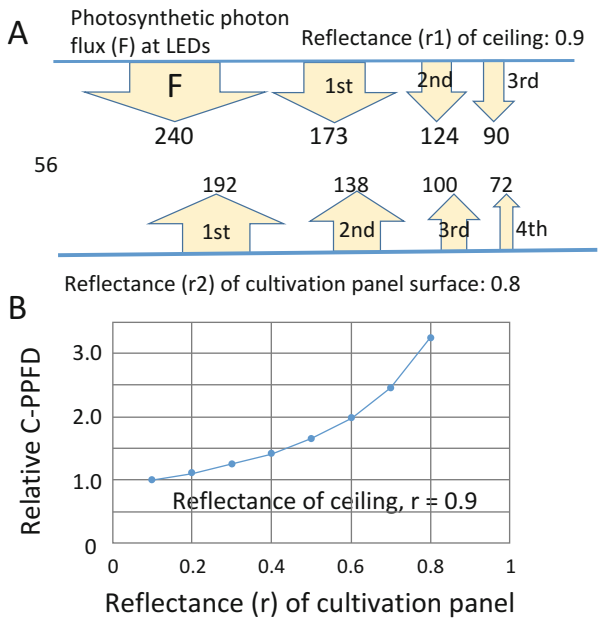 A
Photosynthetic photon
flux (F) at LEDs
Reflectance (r1) of ceiling: 0.9
F
1st
2nd
3rd
240
173
124
90
56
192
138
100
72
1st
2nd
3rd
4th
Reflectance (r2) of cultivation panel surface: 0.8
B
Relative C-PPFD
3.0
2.0
1.0
0
Reflectance of ceiling, r = 0.9
0 0.2 0.4 0.6 0.8 1
Reflectance (r) of cultivation panel